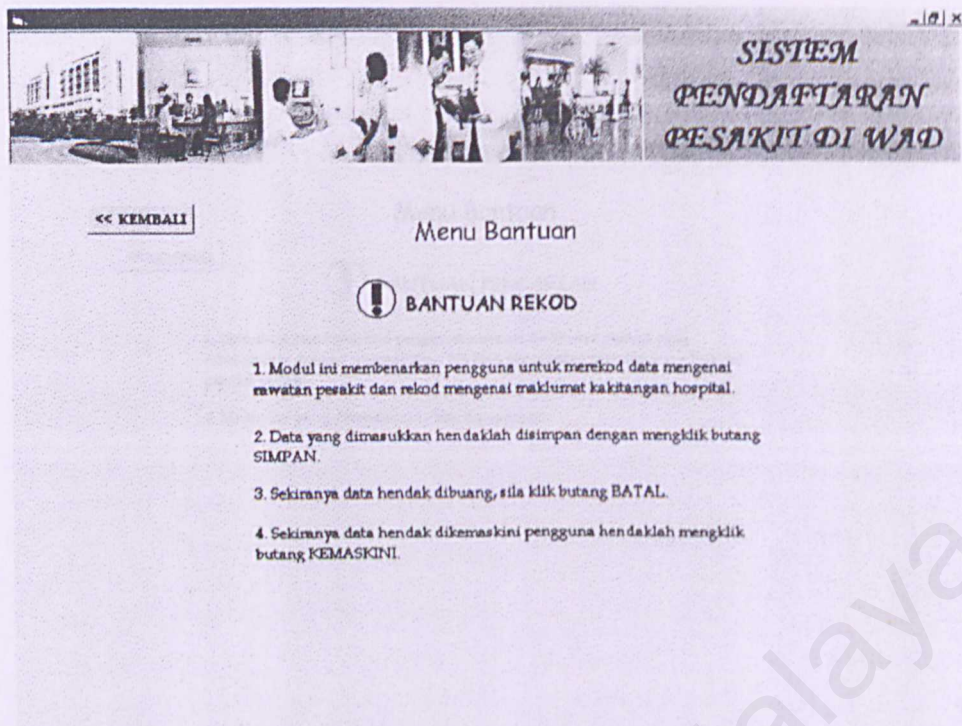 SISTEM
PENDAFTARAN
PESAKIT DI WAD
<< KEMBALI
Menu Bantuan
BANTUAN REKOD
1. Modul ini membenarkan pengguna untuk merekod data mengenai
rawatan pesakit dan rekod mengenai maklumat kakitangan hospital.
2. Data yang dimasukkan hendaklah disimpan dengan mengklik butang
SIMPAN.
3. Sekiranya data hendak dibuang, sila klik butang BATAL.
4. Sekiranya data hendak dikemaskini pengguna hendaklah mengklik
butang KEMASKINI.
alaya